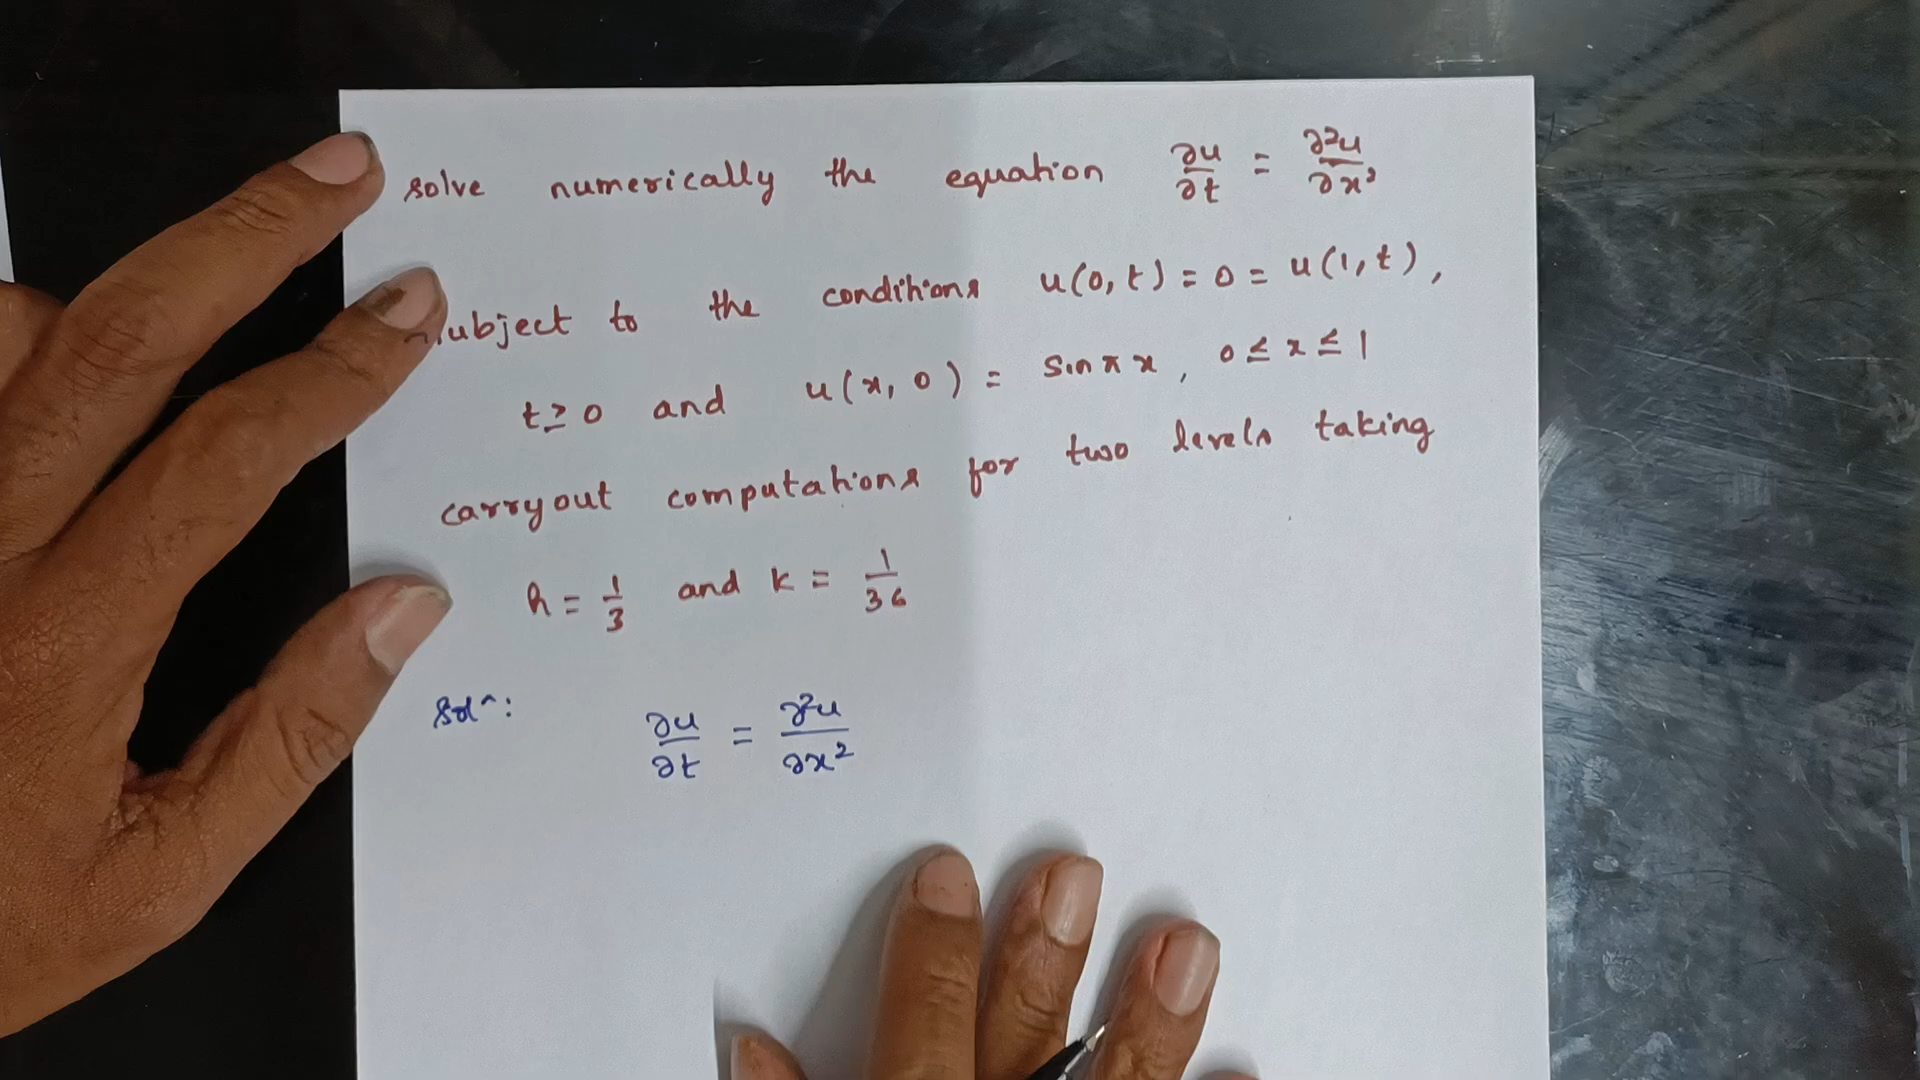 solve numerically the equation ∂u/∂t = ∂²u/∂x²
subject to the conditions u(0,t) = 0 = u(1,t),
t ≥ 0 and u(x, 0) = sin πx, 0 ≤ x ≤ 1
carryout computations for two levels taking
h = 1/3 and k = 1/36
Solⁿ: ∂u/∂t = ∂²u/∂x²